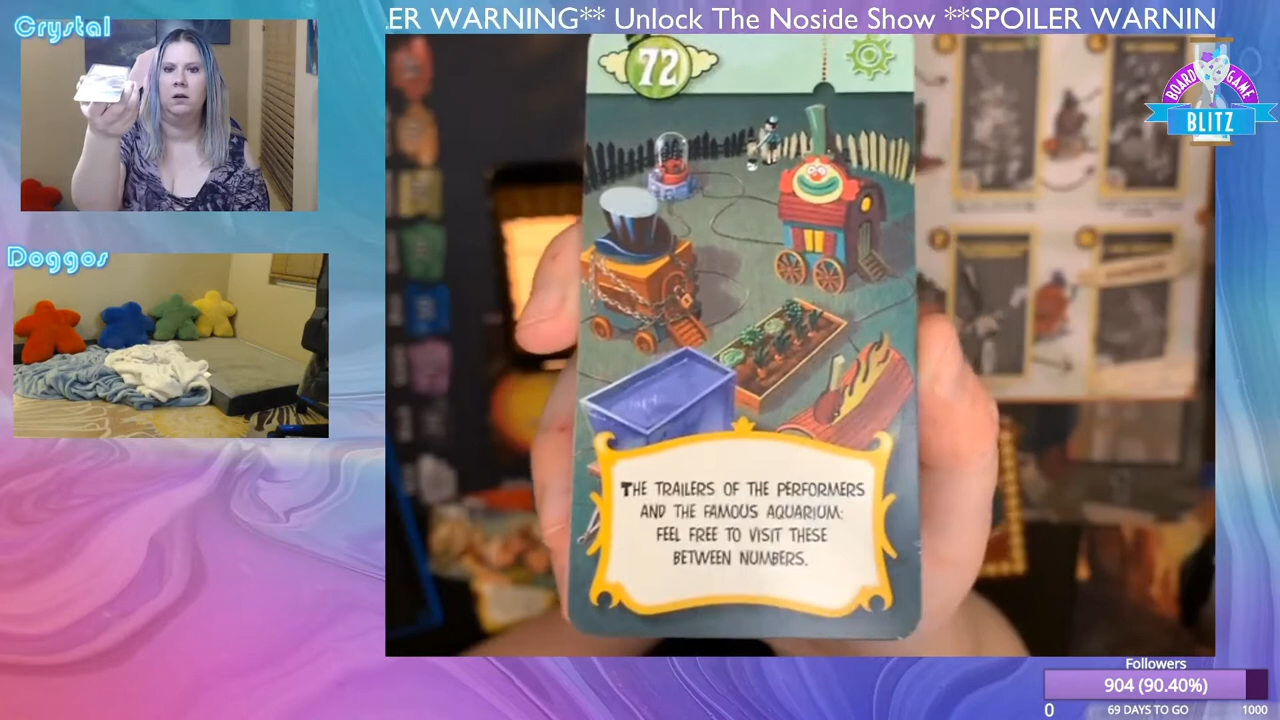 Crystal
ER WARNING** Unlock The Noside Show **SPOILER WARNIN
72
BOARD GAME
BLITZ
Doggos
THE TRAILERS OF THE PERFORMERS
AND THE FAMOUS AQUARIUM:
FEEL FREE TO VISIT THESE
BETWEEN NUMBERS.
Followers
904 (90.40%)
0
69 DAYS TO GO
1000